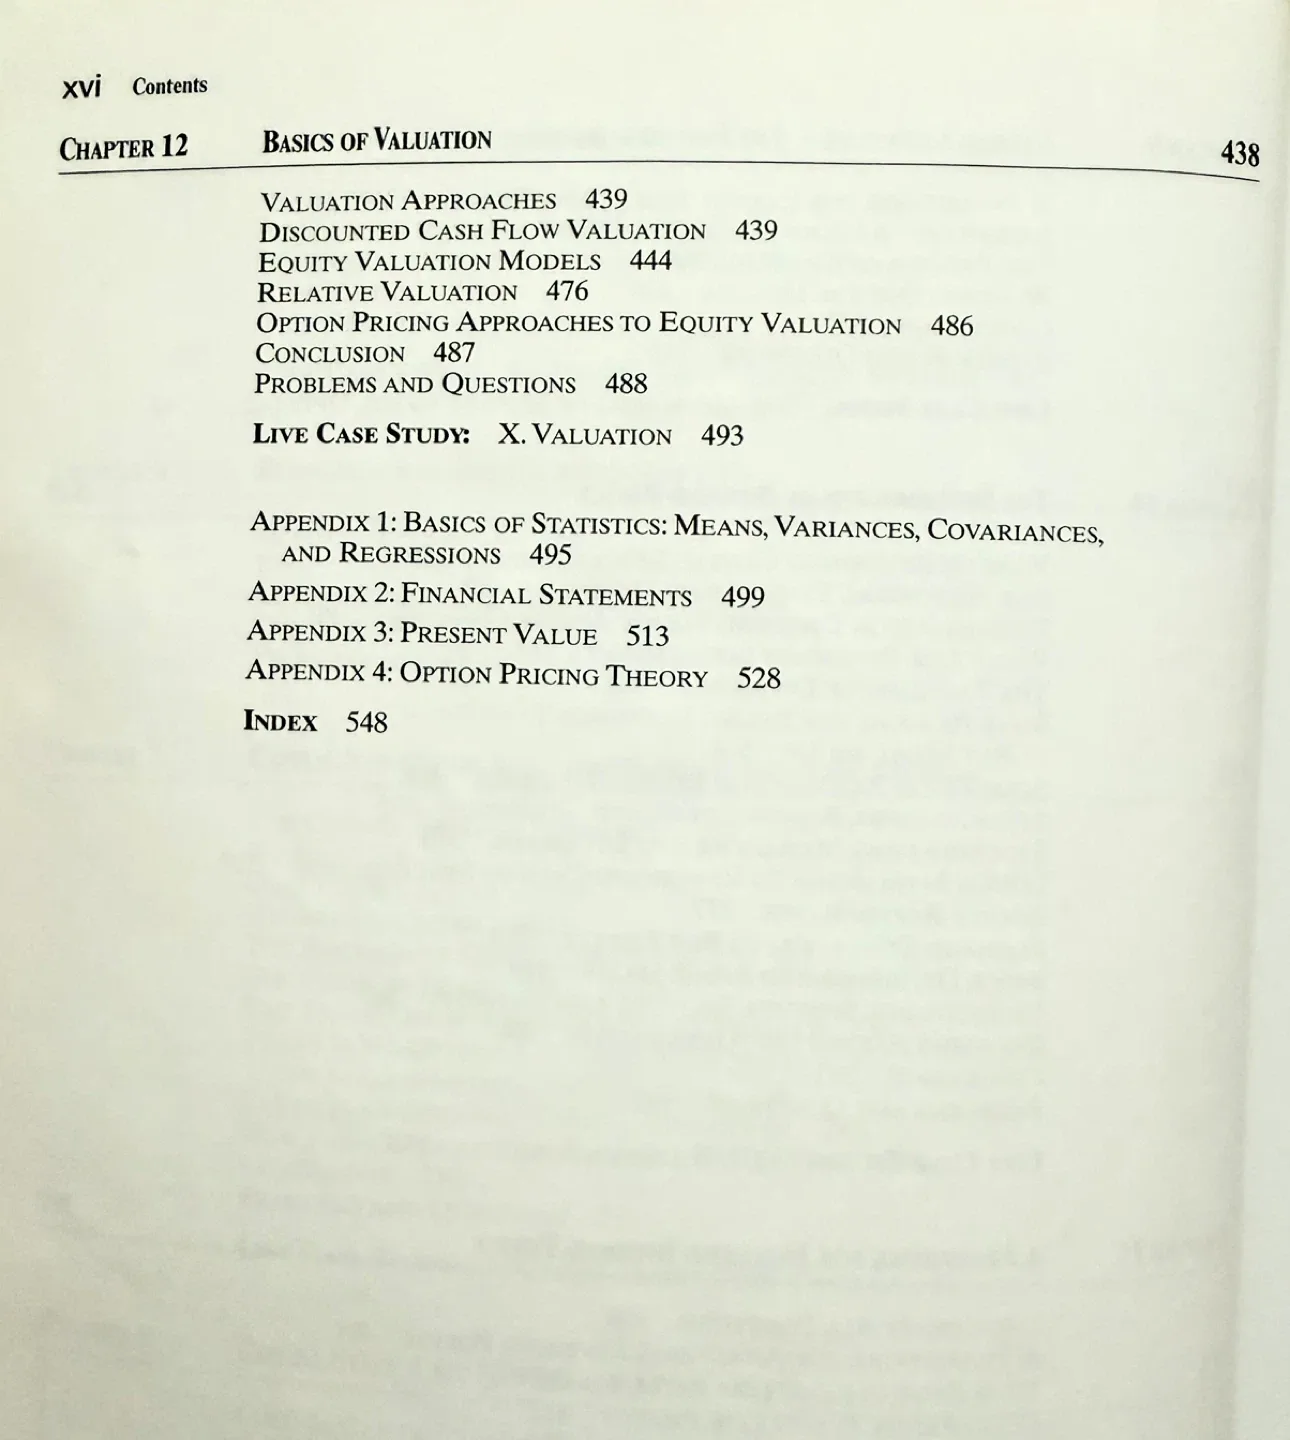 xvi Contents
CHAPTER 12 BASICS OF VALUATION 438
VALUATION APPROACHES 439
DISCOUNTED CASH FLOW VALUATION 439
EQUITY VALUATION MODELS 444
RELATIVE VALUATION 476
OPTION PRICING APPROACHES TO EQUITY VALUATION 486
CONCLUSION 487
PROBLEMS AND QUESTIONS 488
LIVE CASE STUDY: X. VALUATION 493
APPENDIX 1: BASICS OF STATISTICS: MEANS, VARIANCES, COVARIANCES,
AND REGRESSIONS 495
APPENDIX 2: FINANCIAL STATEMENTS 499
APPENDIX 3: PRESENT VALUE 513
APPENDIX 4: OPTION PRICING THEORY 528
INDEX 548